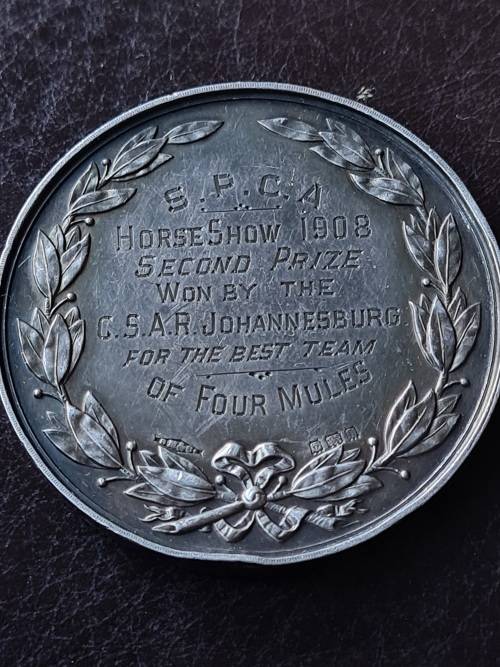 S.P.C.A
HORSE SHOW 1908
SECOND PRIZE
WON BY THE
C.S.A.R. JOHANNESBURG.
FOR THE BEST TEAM
OF FOUR MULES